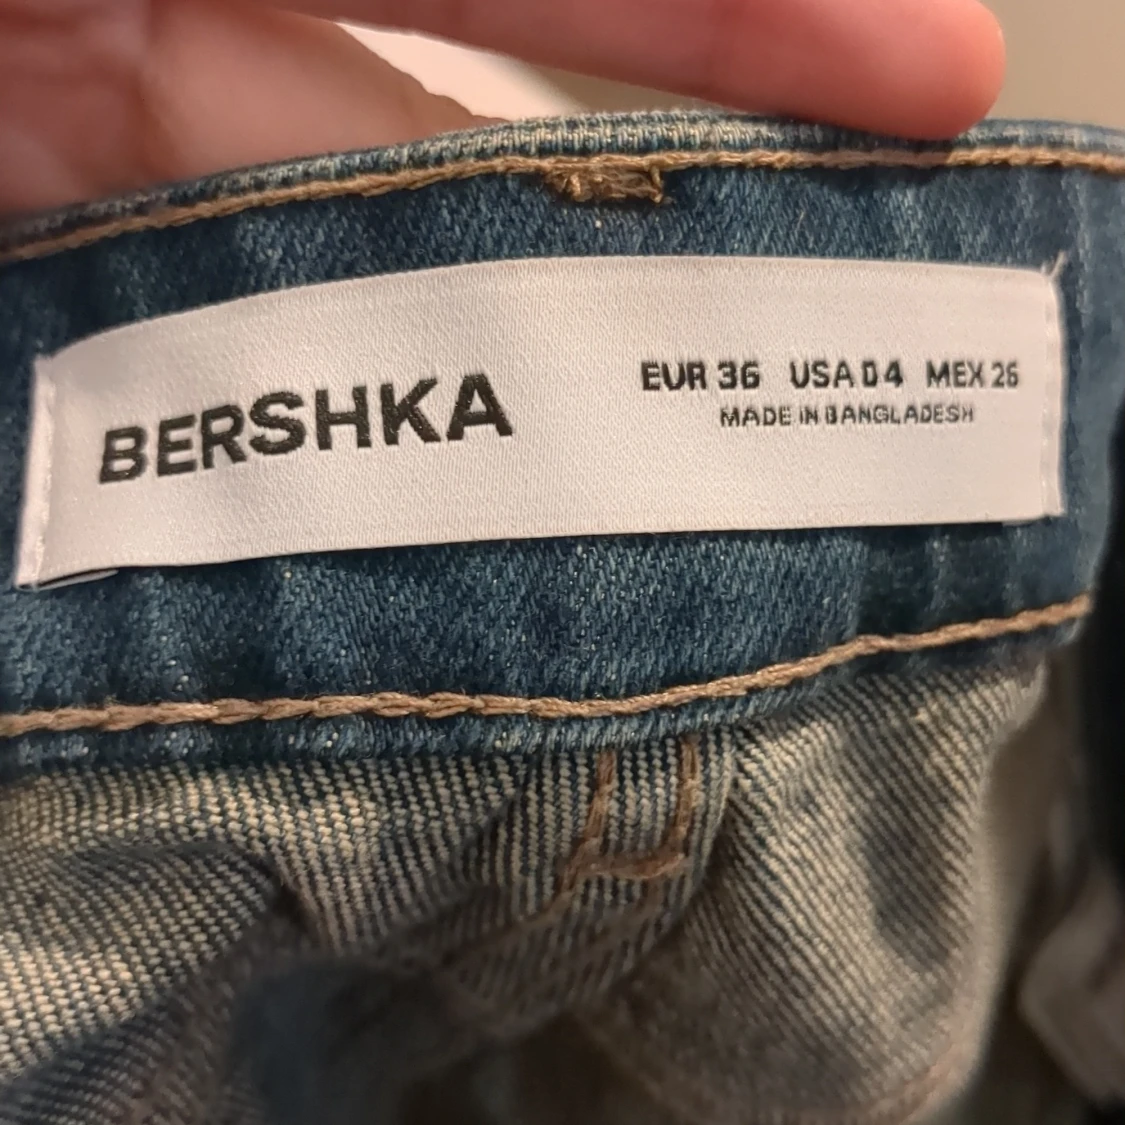 BERSHKA
EUR 36 USA 04 MEX 26
MADE IN BANGLADESH